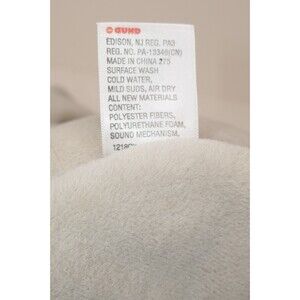 GUND
EDISON, NJ REG. PA3
REG. NO. PA-13346(CN)
MADE IN CHINA 275
SURFACE WASH
COLD WATER,
MILD SUDS, AIR DRY
ALL NEW MATERIALS
CONTENT:
POLYESTER FIBERS,
POLYURETHANE FOAM,
SOUND MECHANISM.